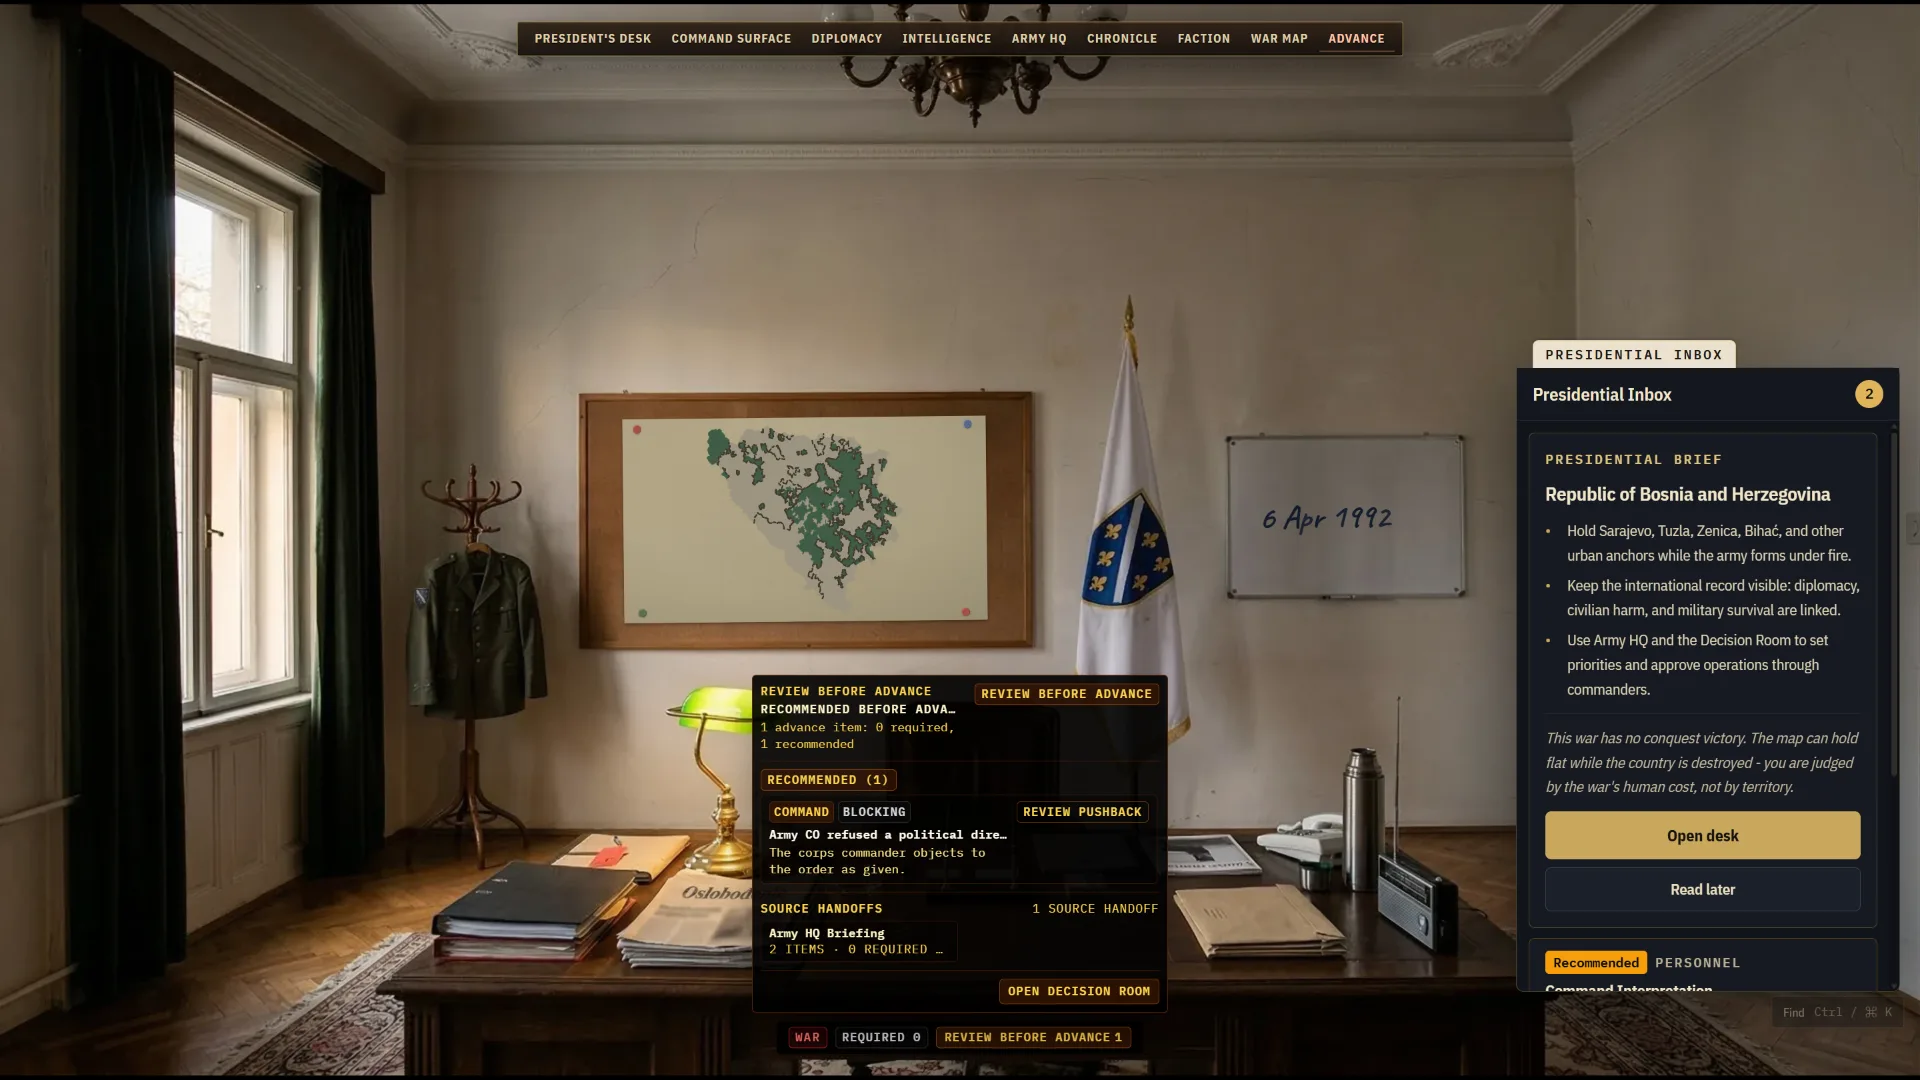 PRESIDENT'S DESK COMMAND SURFACE DIPLOMACY INTELLIGENCE ARMY HQ CHRONICLE FACTION WAR MAP ADVANCE
6 Apr 1992
Oslobod
REVIEW BEFORE ADVANCE
REVIEW BEFORE ADVANCE
RECOMMENDED BEFORE ADVA…
1 advance item: 0 required,
1 recommended
RECOMMENDED (1)
COMMAND BLOCKING
REVIEW PUSHBACK
Army CO refused a political dire…
The corps commander objects to
the order as given.
SOURCE HANDOFFS
1 SOURCE HANDOFF
Army HQ Briefing
2 ITEMS · 0 REQUIRED …
OPEN DECISION ROOM
WAR REQUIRED 0 REVIEW BEFORE ADVANCE 1
PRESIDENTIAL INBOX
Presidential Inbox
2
PRESIDENTIAL BRIEF
Republic of Bosnia and Herzegovina
• Hold Sarajevo, Tuzla, Zenica, Bihać, and other
urban anchors while the army forms under fire.
• Keep the international record visible: diplomacy,
civilian harm, and military survival are linked.
• Use Army HQ and the Decision Room to set
priorities and approve operations through
commanders.
This war has no conquest victory. The map can hold
flat while the country is destroyed - you are judged
by the war's human cost, not by territory.
Open desk
Read later
Recommended PERSONNEL
Command Interpretation
Find Ctrl / ⌘ K